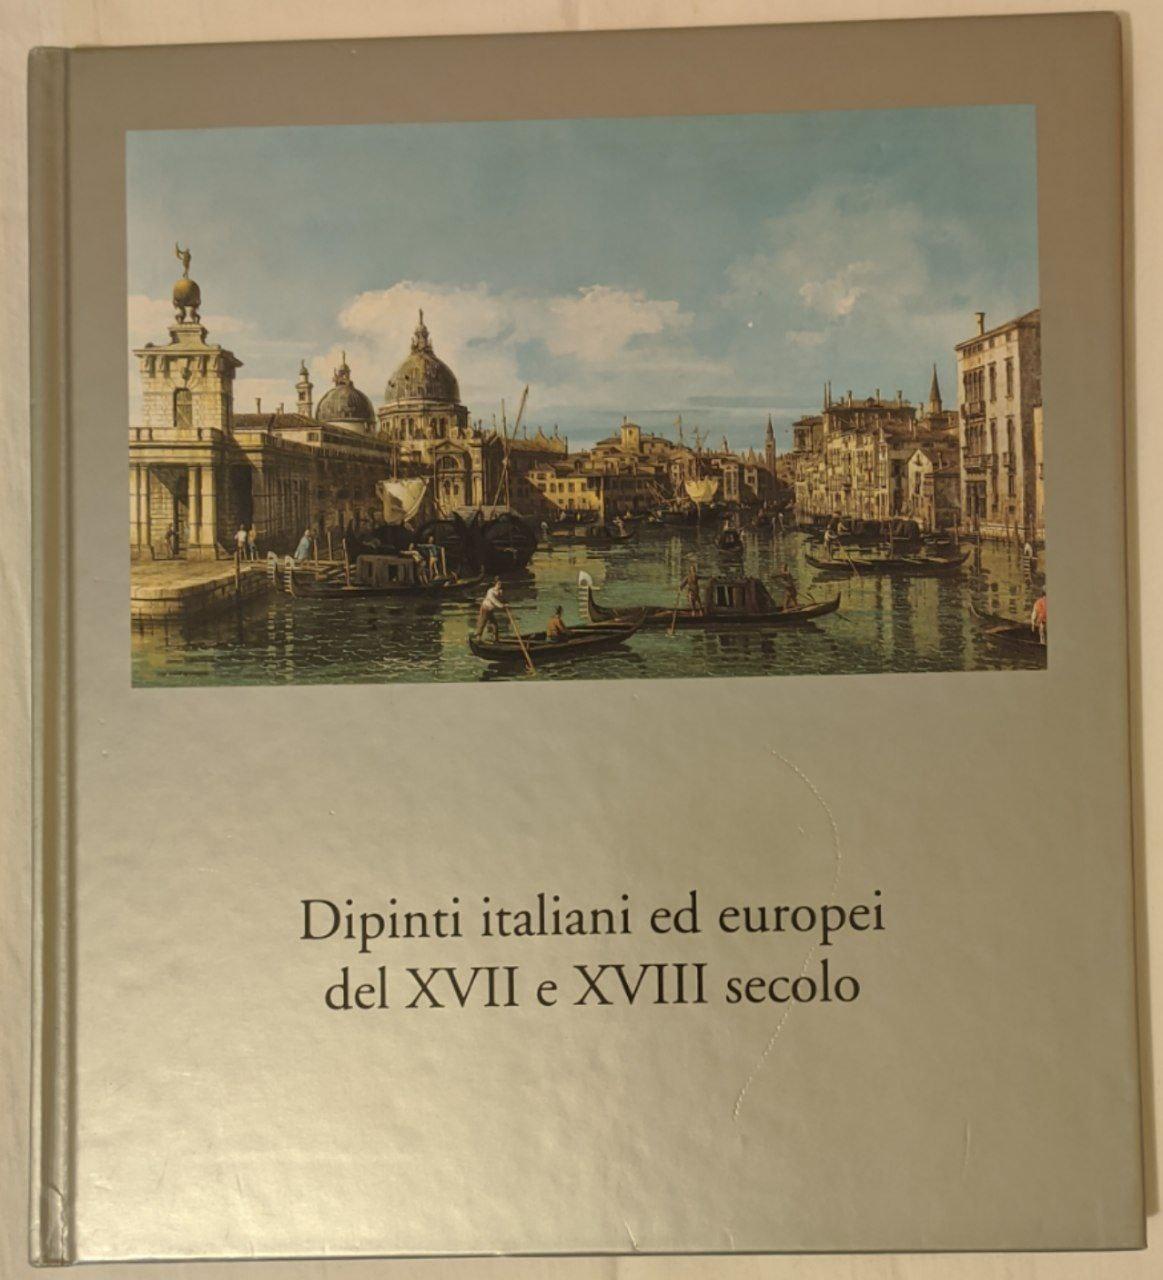 Dipinti italiani ed europei
del XVII e XVIII secolo